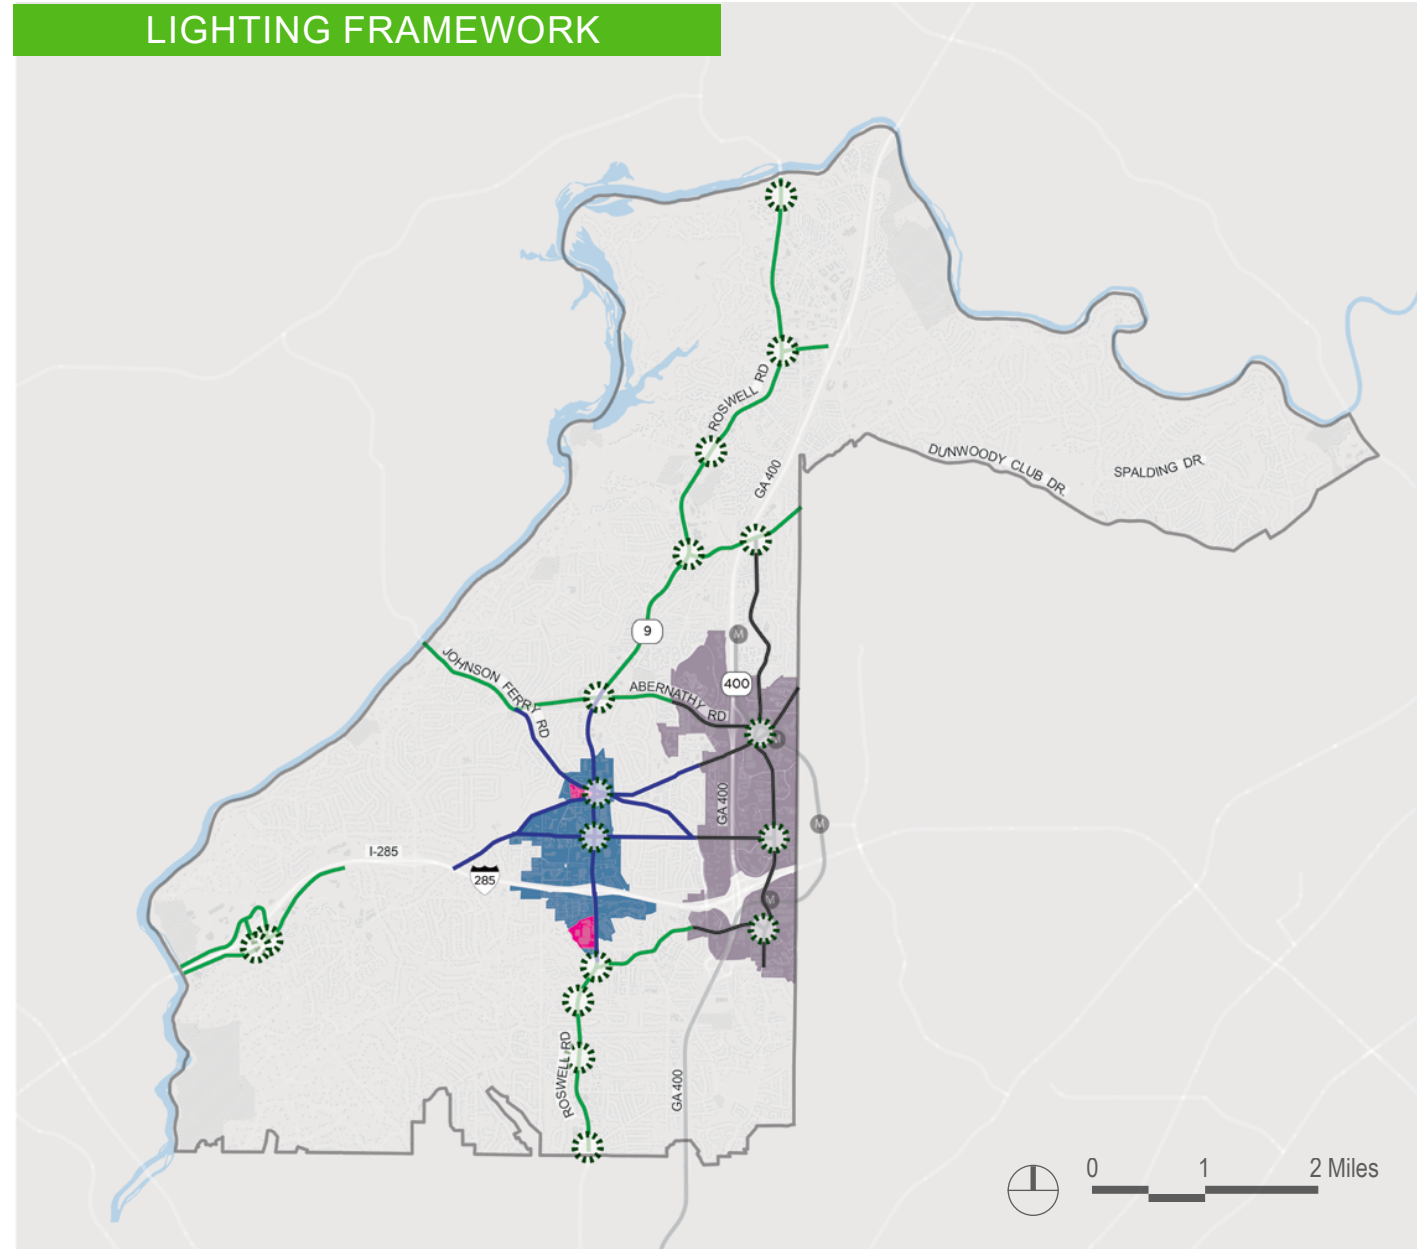 LIGHTING FRAMEWORK
ROSWELL RD
DUNWOODY CLUB DR.
SPALDING DR.
GA 400
9
M
JOHNSON FERRY RD
ABERNATHY RD
400
M
GA 400
M
I-285
285
M
ROSWELL RD
GA 400
0 1 2 Miles